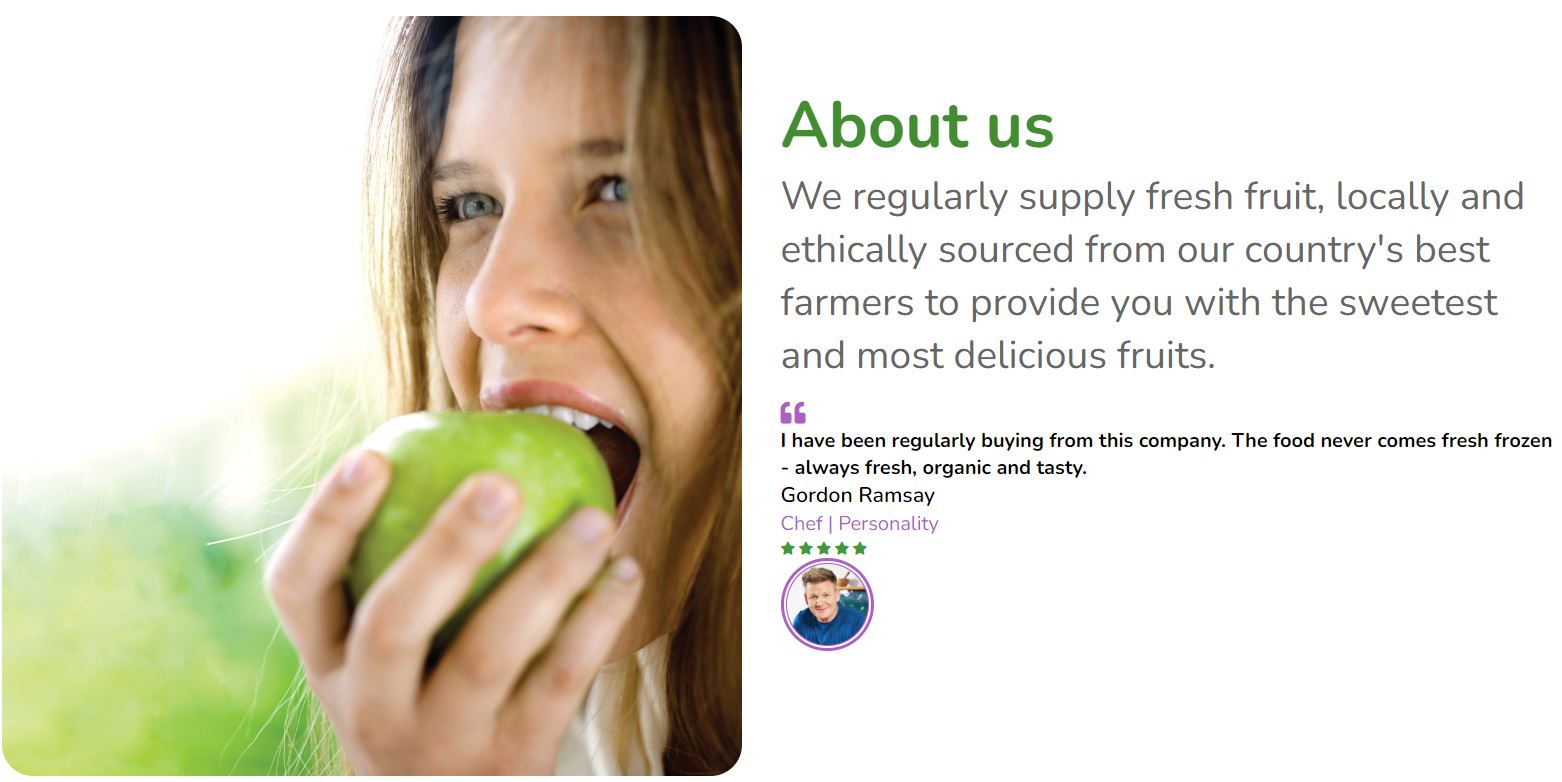 About us
We regularly supply fresh fruit, locally and
ethically sourced from our country's best
farmers to provide you with the sweetest
and most delicious fruits.
I have been regularly buying from this company. The food never comes fresh frozen
- always fresh, organic and tasty.
Gordon Ramsay
Chef | Personality